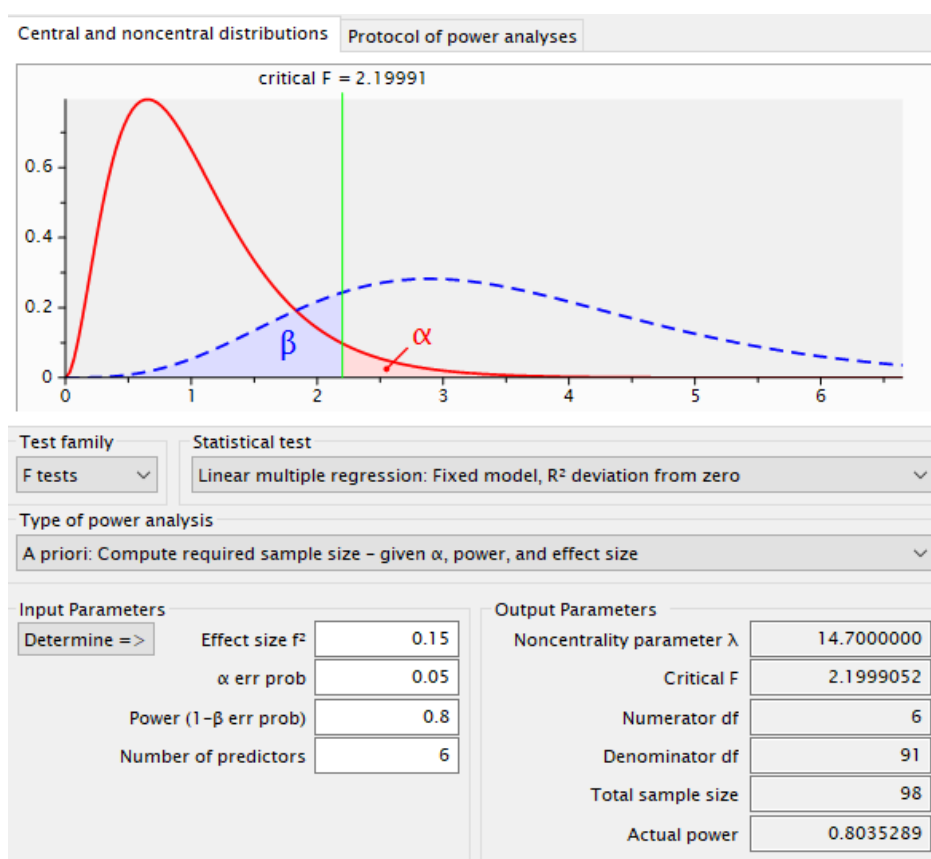 Central and noncentral distributions Protocol of power analyses
critical F = 2.19991
0.6
0.4
0.2
0
β
α
0 1 2 3 4 5 6
Test family Statistical test
F tests Linear multiple regression: Fixed model, R² deviation from zero
Type of power analysis
A priori: Compute required sample size – given α, power, and effect size
Input Parameters Output Parameters
Determine => Effect size f² 0.15 Noncentrality parameter λ 14.7000000
α err prob 0.05 Critical F 2.1999052
Power (1-β err prob) 0.8 Numerator df 6
Number of predictors 6 Denominator df 91
Total sample size 98
Actual power 0.8035289